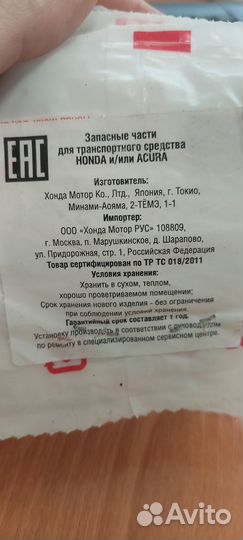 EAC
Запасные части
для транспортного средства
HONDA и/или ACURA
Изготовитель:
Хонда Мотор Ко., Лтд., Япония, г. Токио,
Минами-Аояма, 2-ТЁМЭ, 1-1
Импортер:
ООО «Хонда Мотор РУС» 108809,
г. Москва, п. Марушкинское, д. Шарапово,
ул. Придорожная, стр. 1, Российская Федерация
Товар сертифицирован по ТР ТС 018/2011
Условия хранения:
Хранить в сухом, теплом,
хорошо проветриваемом помещении;
Срок хранения нового изделия - без ограничения
при соблюдении условий хранения.
Гарантийный срок составляет 1 год.
Установку производить в соответствии с руководством
по ремонту в специализированном сервисном центре.
Avito